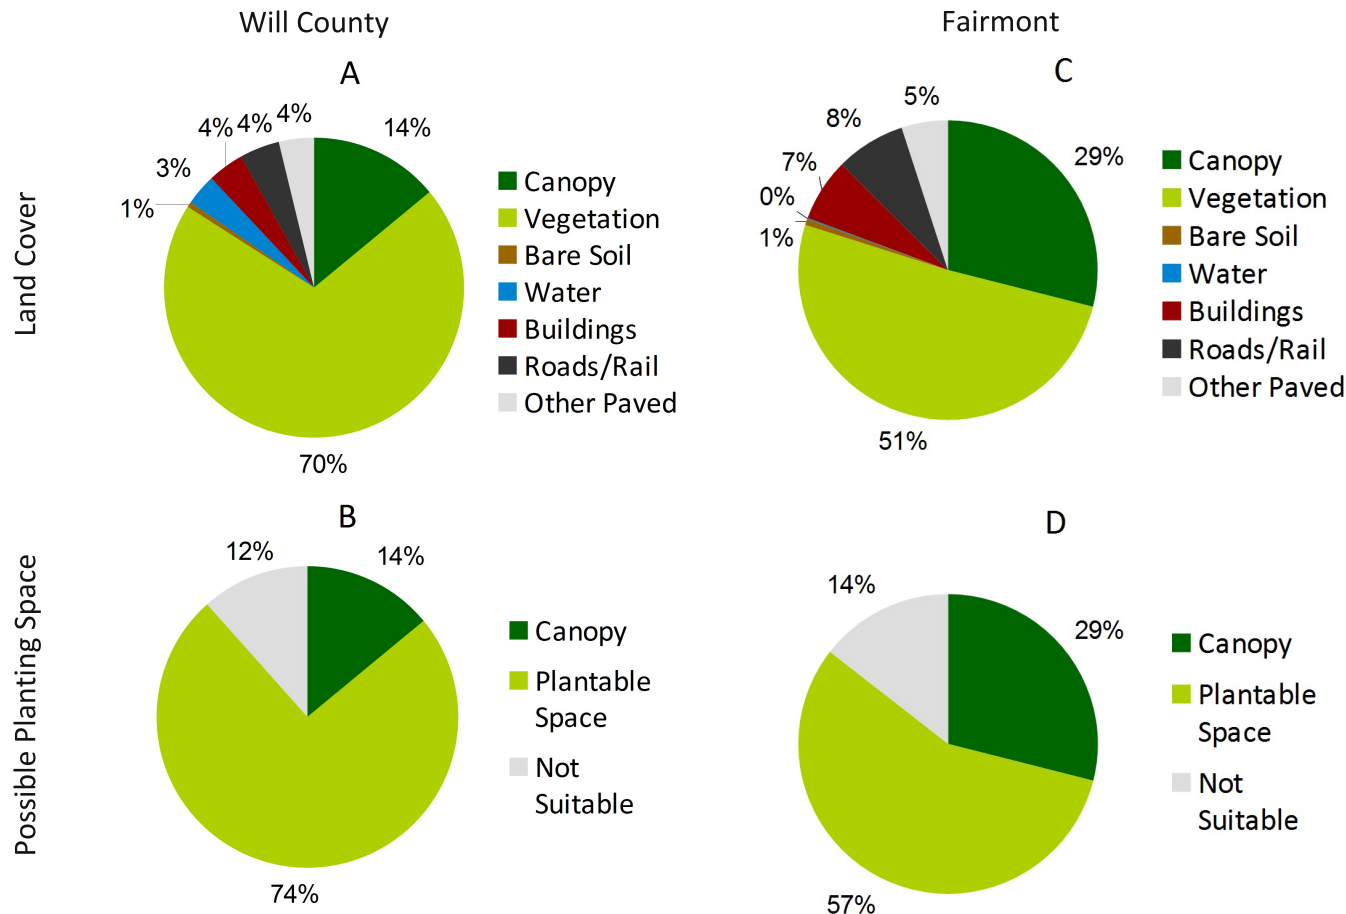 Will County
Fairmont
Land Cover
A
4%
4%
4%
14%
3%
1%
70%
Canopy
Vegetation
Bare Soil
Water
Buildings
Roads/Rail
Other Paved
C
5%
8%
29%
7%
0%
1%
51%
Canopy
Vegetation
Bare Soil
Water
Buildings
Roads/Rail
Other Paved
Possible Planting Space
B
12%
14%
74%
Canopy
Plantable
Space
Not
Suitable
D
14%
29%
57%
Canopy
Plantable
Space
Not
Suitable